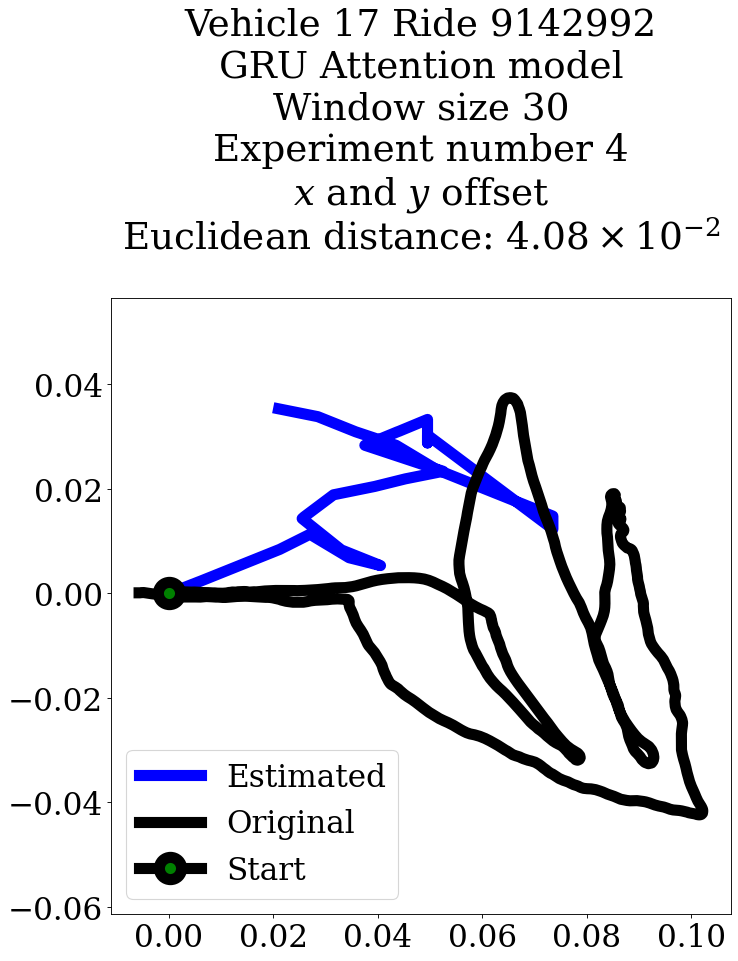 Vehicle 17 Ride 9142992
GRU Attention model
Window size 30
Experiment number 4
x and y offset
Euclidean distance: 4.08 × 10⁻²
0.04
0.02
0.00
−0.02
−0.04
−0.06
Estimated
Original
Start
0.00 0.02 0.04 0.06 0.08 0.10